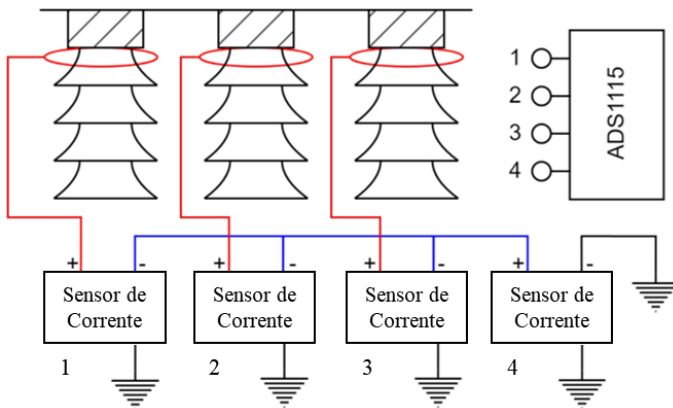 1
2
3
4
ADS1115
+ -
+ -
+ -
+ -
Sensor de
Corrente
Sensor de
Corrente
Sensor de
Corrente
Sensor de
Corrente
1
2
3
4